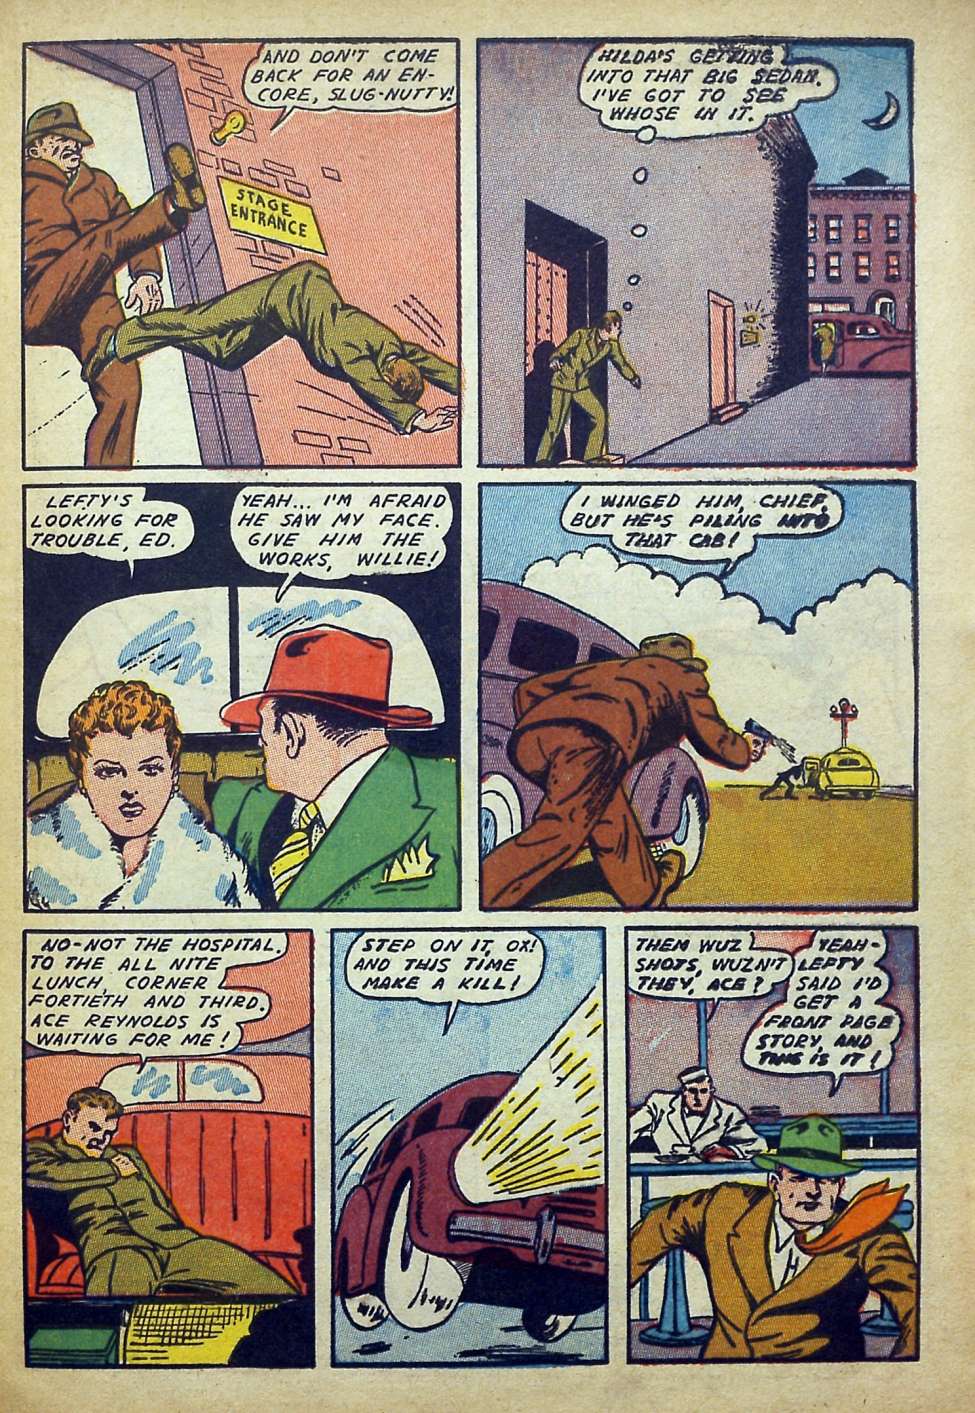 AND DON'T COME
BACK FOR AN EN-
CORE, SLUG-NUTTY!
STAGE
ENTRANCE
HILDA'S GETTING
INTO THAT BIG SEDAN.
I'VE GOT TO SEE
WHOSE IN IT.
LEFTY'S
LOOKING FOR
TROUBLE, ED.
YEAH... I'M AFRAID
HE SAW MY FACE.
GIVE HIM THE
WORKS, WILLIE!
I WINGED HIM, CHIEF,
BUT HE'S PILING INTO
THAT CAB!
NO-NOT THE HOSPITAL.
TO THE ALL NITE
LUNCH, CORNER
FORTIETH AND THIRD.
ACE REYNOLDS IS
WAITING FOR ME!
STEP ON IT, OX!
AND THIS TIME
MAKE A KILL!
THEM WUZ
SHOTS, WUZN'T
THEY, ACE?
YEAH-
LEFTY
SAID I'D
GET A
FRONT PAGE
STORY, AND
THIS IS IT!